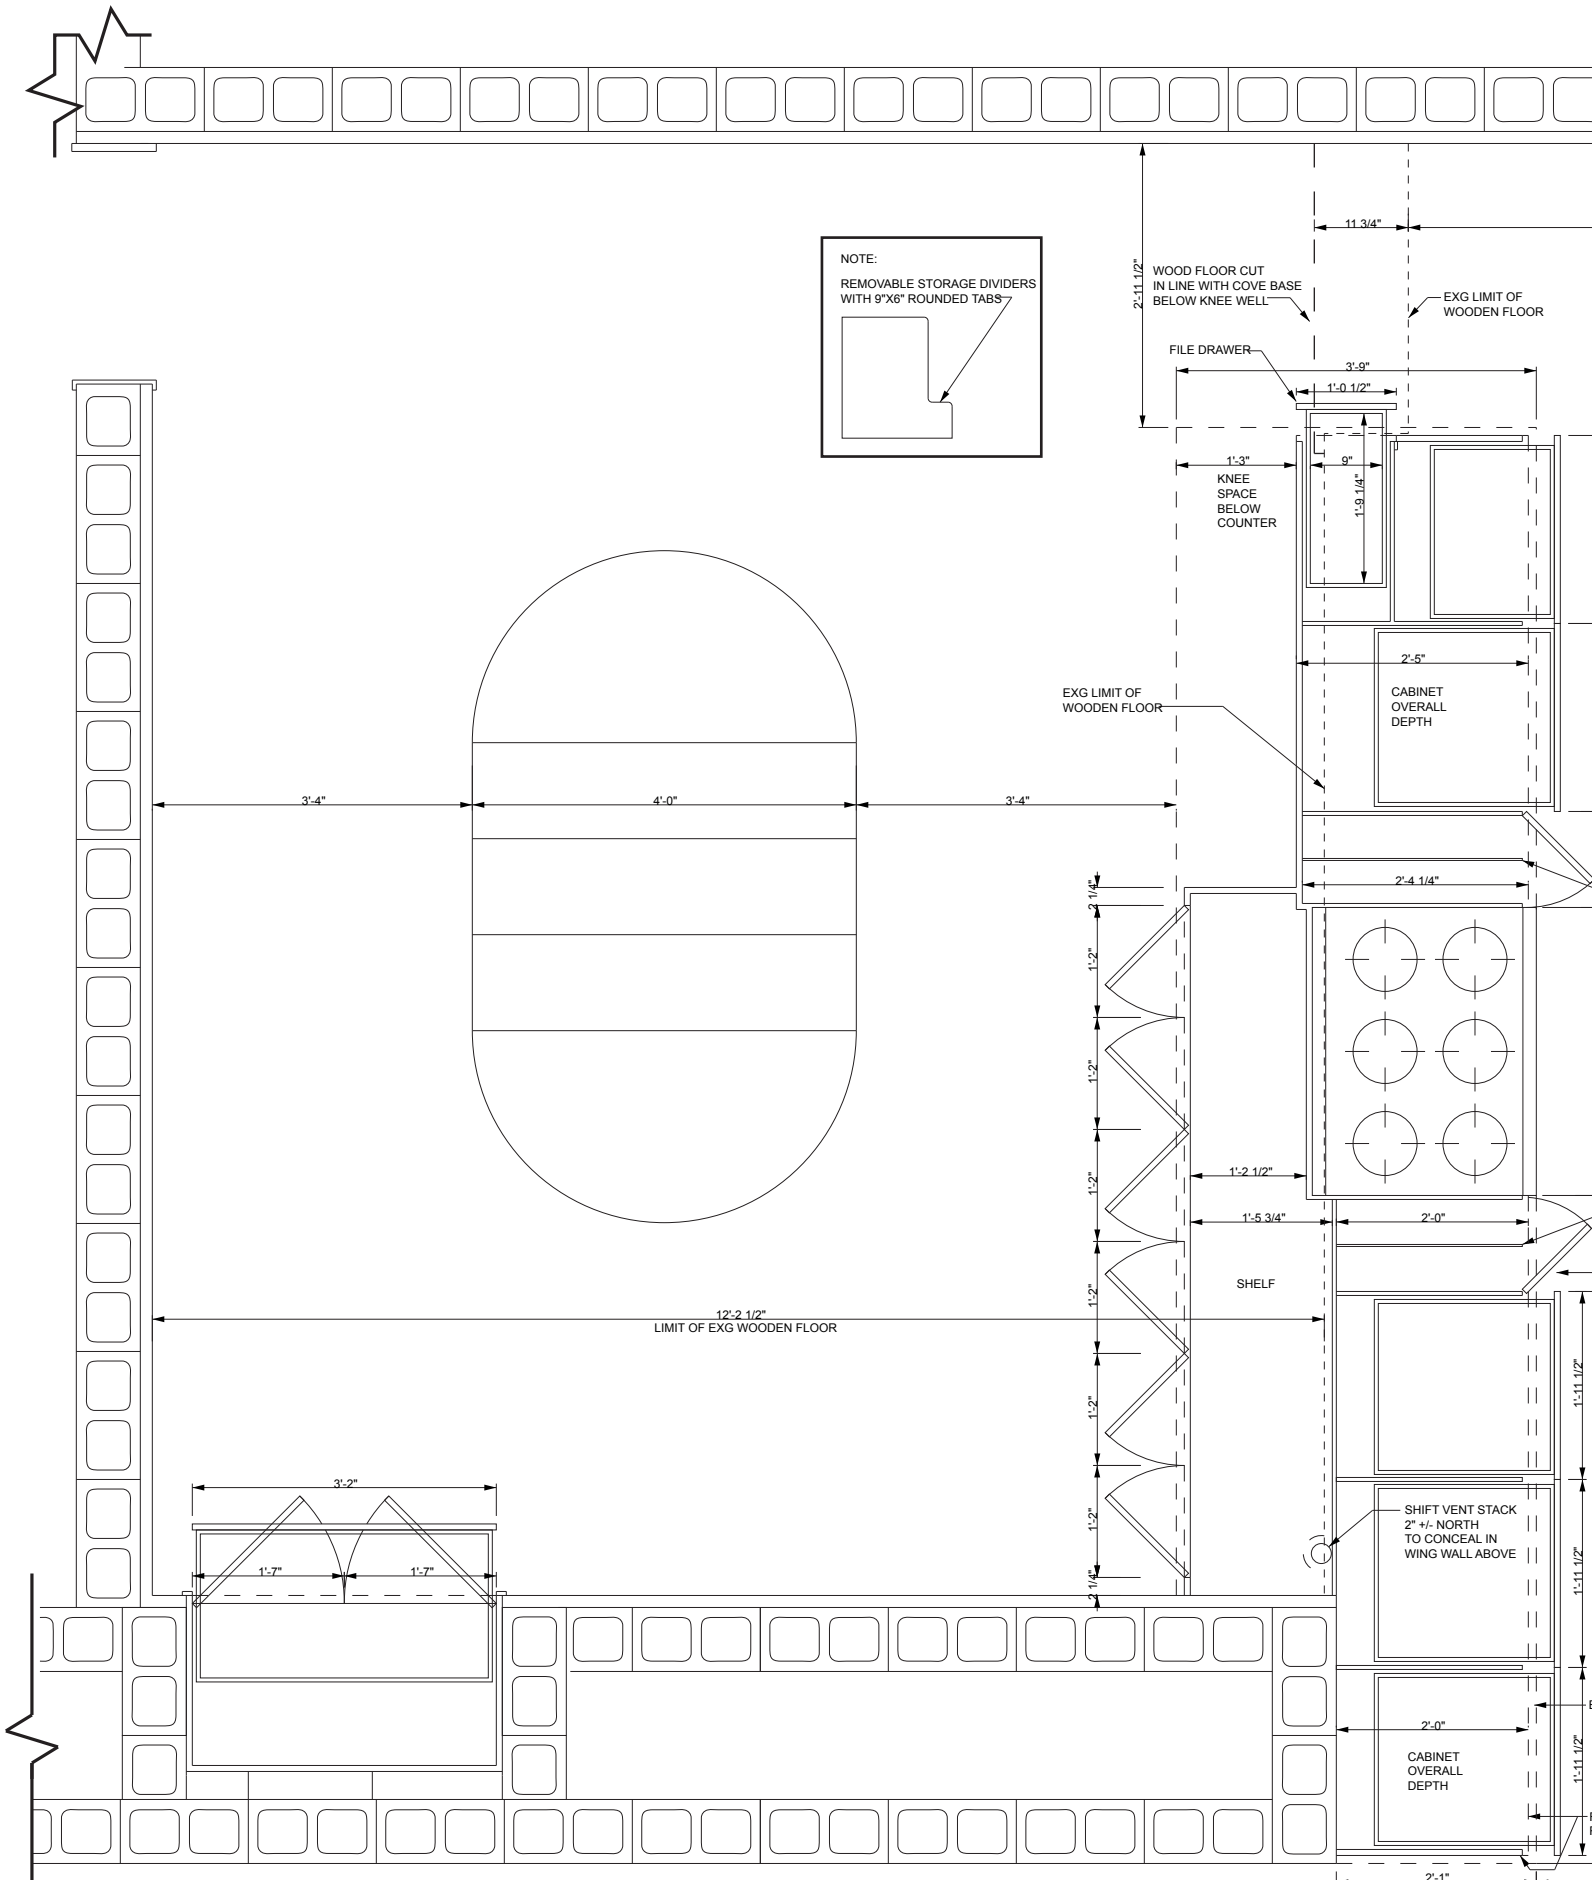 11 3/4"
2'-11 1/2"
NOTE:
REMOVABLE STORAGE DIVIDERS
WITH 9"X6" ROUNDED TABS
WOOD FLOOR CUT
IN LINE WITH COVE BASE
BELOW KNEE WELL
EXG LIMIT OF
WOODEN FLOOR
FILE DRAWER
3'-9"
1'-0 1/2"
1'-3"
9"
1'-9 1/4"
KNEE
SPACE
BELOW
COUNTER
2'-5"
CABINET
OVERALL
DEPTH
EXG LIMIT OF
WOODEN FLOOR
3'-4"
4'-0"
3'-4"
2 1/4"
2'-4 1/4"
1'-2"
1'-2"
1'-2"
1'-2 1/2"
1'-5 3/4"
2'-0"
1'-2"
SHELF
12'-2 1/2"
LIMIT OF EXG WOODEN FLOOR
1'-11 1/2"
1'-2"
3'-2"
1'-2"
SHIFT VENT STACK
2" +/- NORTH
TO CONCEAL IN
WING WALL ABOVE
1'-11 1/2"
1'-7"
1'-7"
2 1/4"
2'-0"
1'-11 1/2"
CABINET
OVERALL
DEPTH
2'-1"